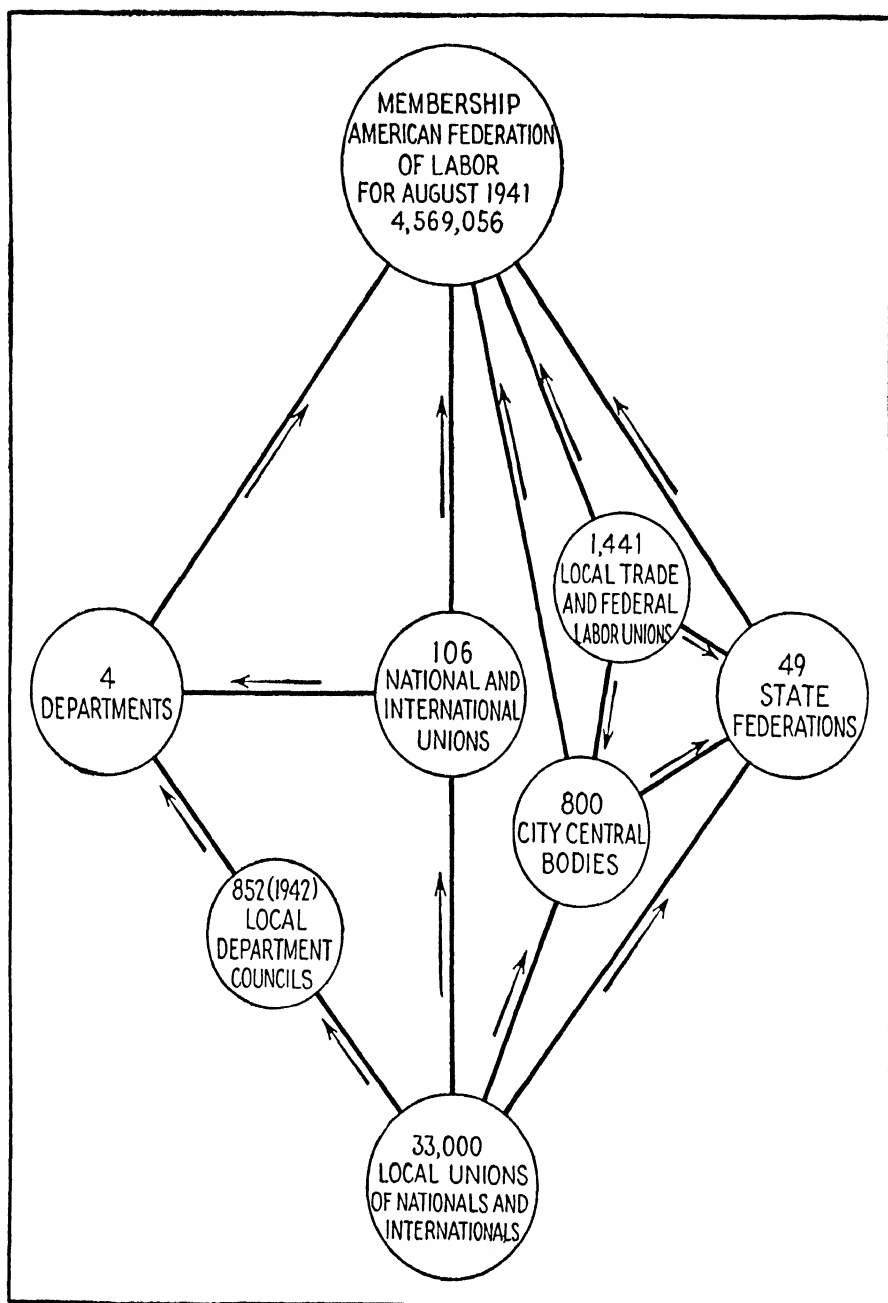 MEMBERSHIP
AMERICAN FEDERATION
OF LABOR
FOR AUGUST 1941
4,569,056
1,441
LOCAL TRADE
AND FEDERAL
LABOR UNIONS
4
DEPARTMENTS
106
NATIONAL AND
INTERNATIONAL
UNIONS
49
STATE
FEDERATIONS
800
CITY CENTRAL
BODIES
852(1942)
LOCAL
DEPARTMENT
COUNCILS
33,000
LOCAL UNIONS
OF NATIONALS AND
INTERNATIONALS